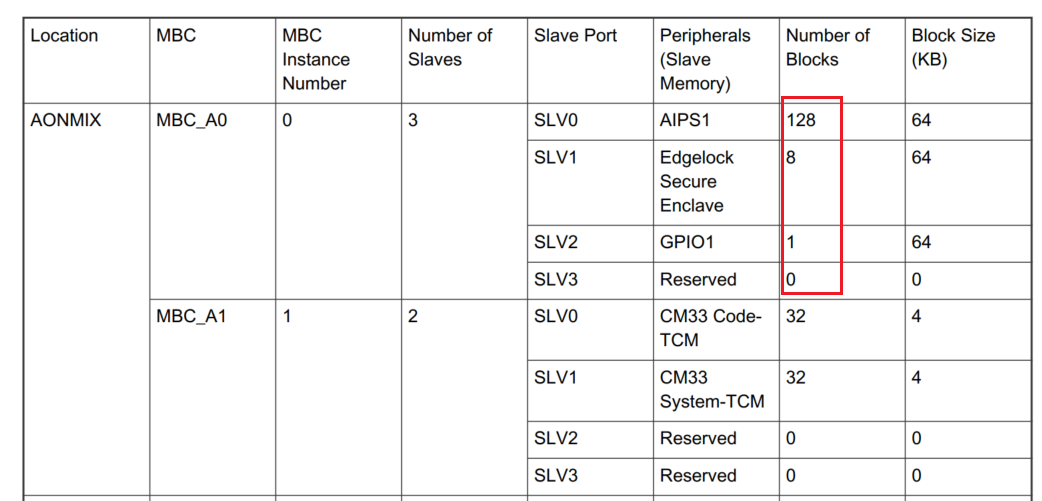 Location MBC MBC Instance Number Number of Slaves Slave Port Peripherals (Slave Memory) Number of Blocks Block Size (KB)
AONMIX MBC_A0 0 3 SLV0 AIPS1 128 64
SLV1 Edgelock Secure Enclave 8 64
SLV2 GPIO1 1 64
SLV3 Reserved 0 0
MBC_A1 1 2 SLV0 CM33 Code-TCM 32 4
SLV1 CM33 System-TCM 32 4
SLV2 Reserved 0 0
SLV3 Reserved 0 0